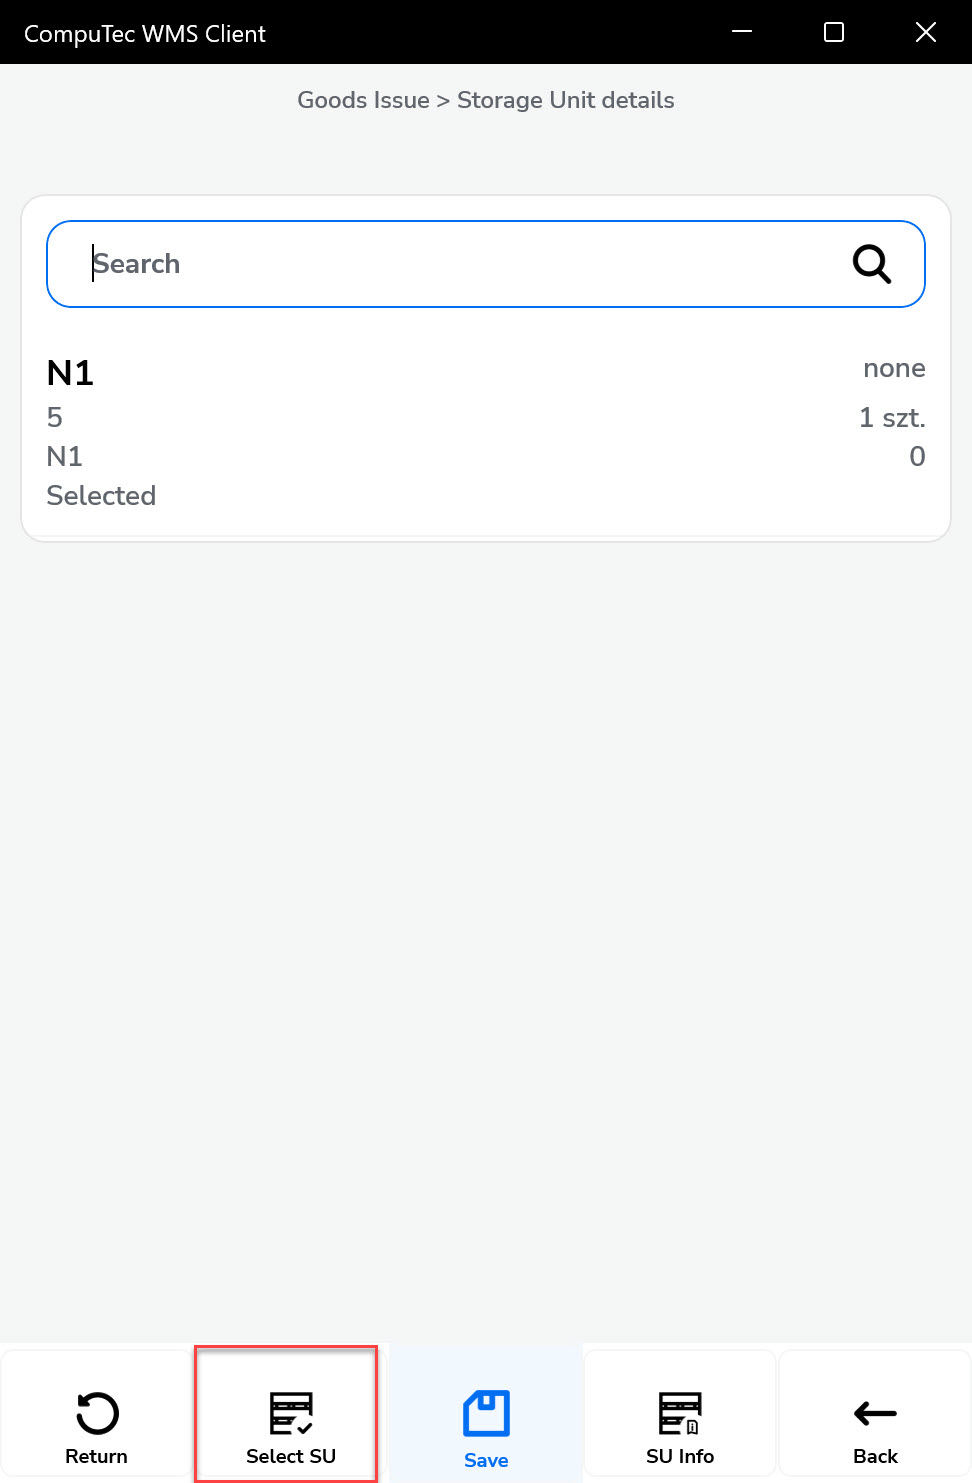 CompuTec WMS Client
Goods Issue > Storage Unit details
Search
N1 none
5 1 szt.
N1 0
Selected
Return Select SU Save SU Info Back